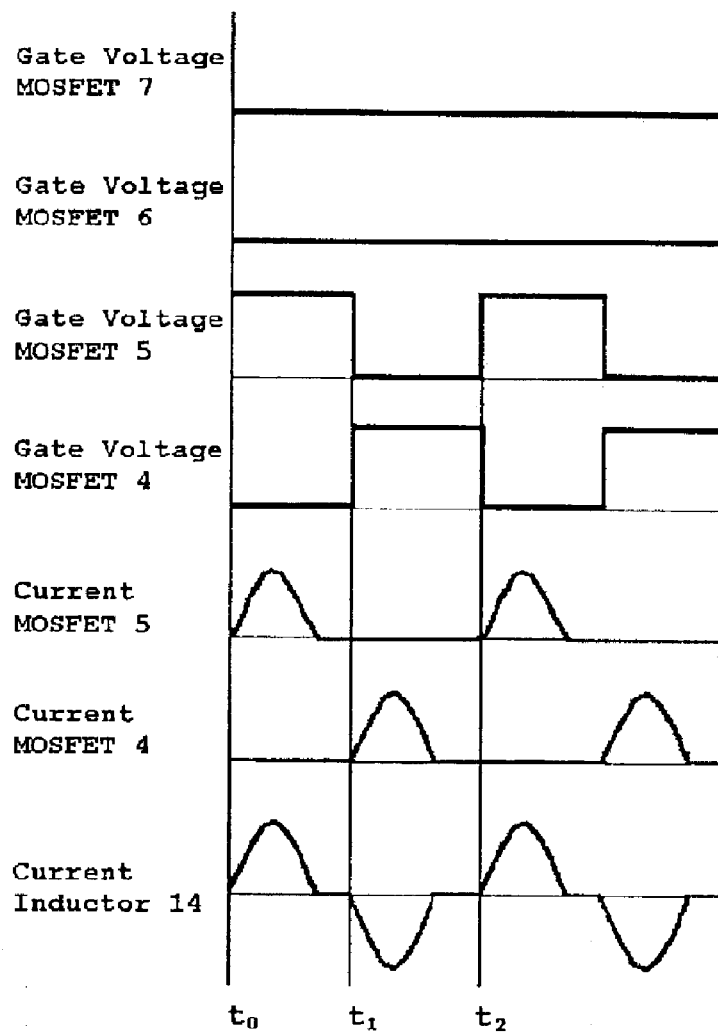 Gate Voltage
MOSFET 7
Gate Voltage
MOSFET 6
Gate Voltage
MOSFET 5
Gate Voltage
MOSFET 4
Current
MOSFET 5
Current
MOSFET 4
Current
Inductor 14
t₀ t₁ t₂